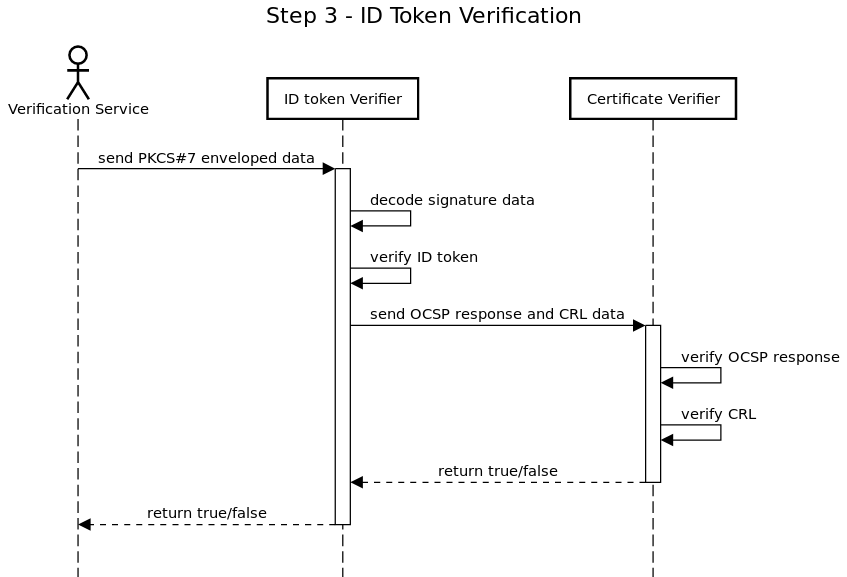 Step 3 - ID Token Verification
Verification Service
ID token Verifier
Certificate Verifier
send PKCS#7 enveloped data
decode signature data
verify ID token
send OCSP response and CRL data
verify OCSP response
verify CRL
return true/false
return true/false